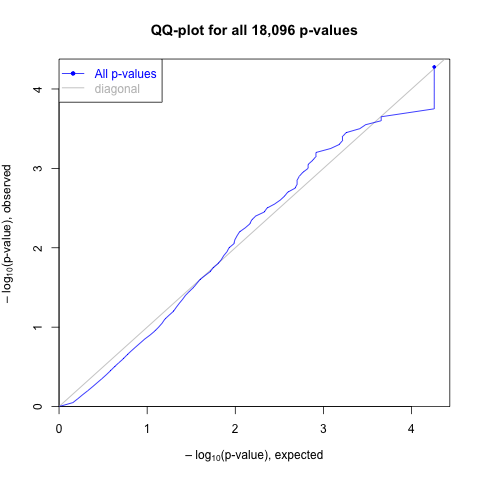 QQ-plot for all 18,096 p-values
All p-values
diagonal
– log10(p-value), observed
4
3
2
1
0
0 1 2 3 4
– log10(p-value), expected